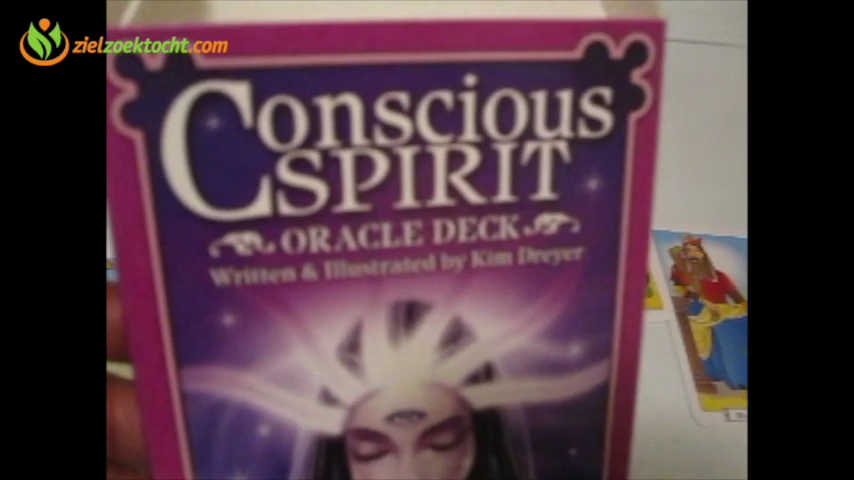 zielzoektocht.com
Conscious
SPIRIT
ORACLE DECK
Written & Illustrated by Kim Dreyer